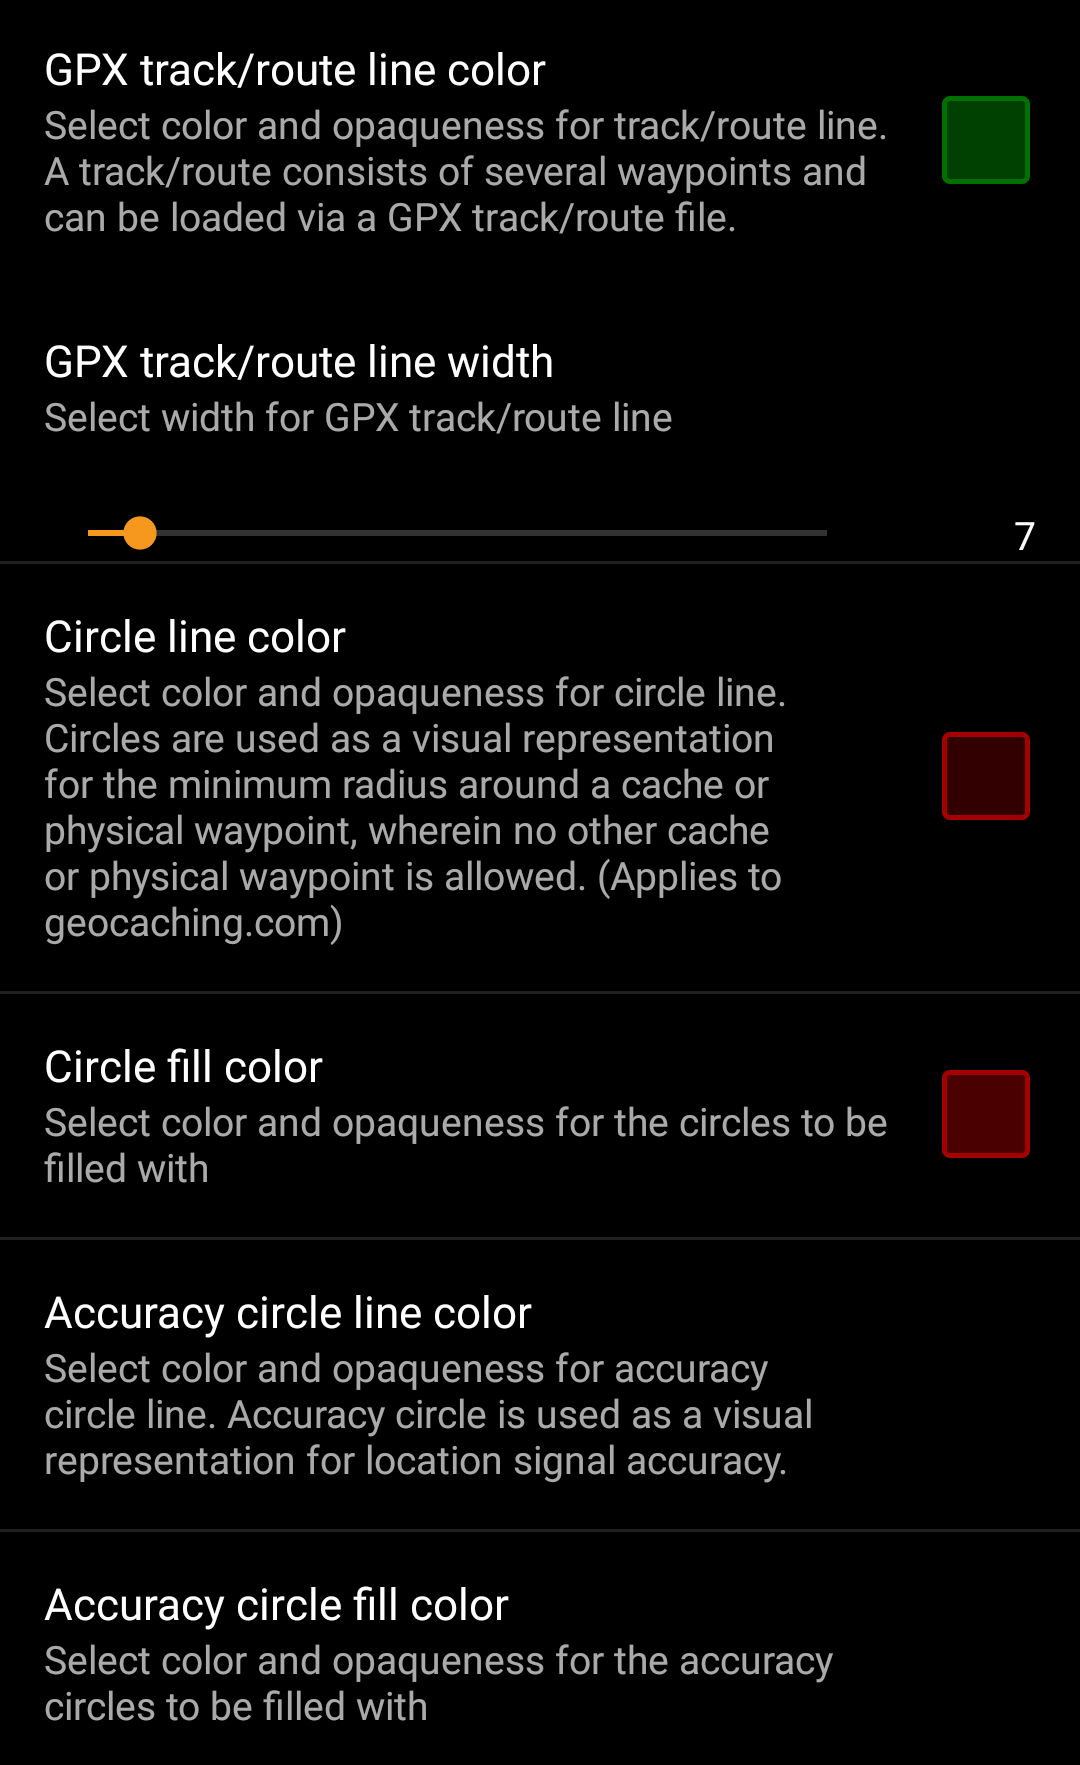 GPX track/route line color
Select color and opaqueness for track/route line.
A track/route consists of several waypoints and
can be loaded via a GPX track/route file.
GPX track/route line width
Select width for GPX track/route line
7
Circle line color
Select color and opaqueness for circle line.
Circles are used as a visual representation
for the minimum radius around a cache or
physical waypoint, wherein no other cache
or physical waypoint is allowed. (Applies to
geocaching.com)
Circle fill color
Select color and opaqueness for the circles to be
filled with
Accuracy circle line color
Select color and opaqueness for accuracy
circle line. Accuracy circle is used as a visual
representation for location signal accuracy.
Accuracy circle fill color
Select color and opaqueness for the accuracy
circles to be filled with